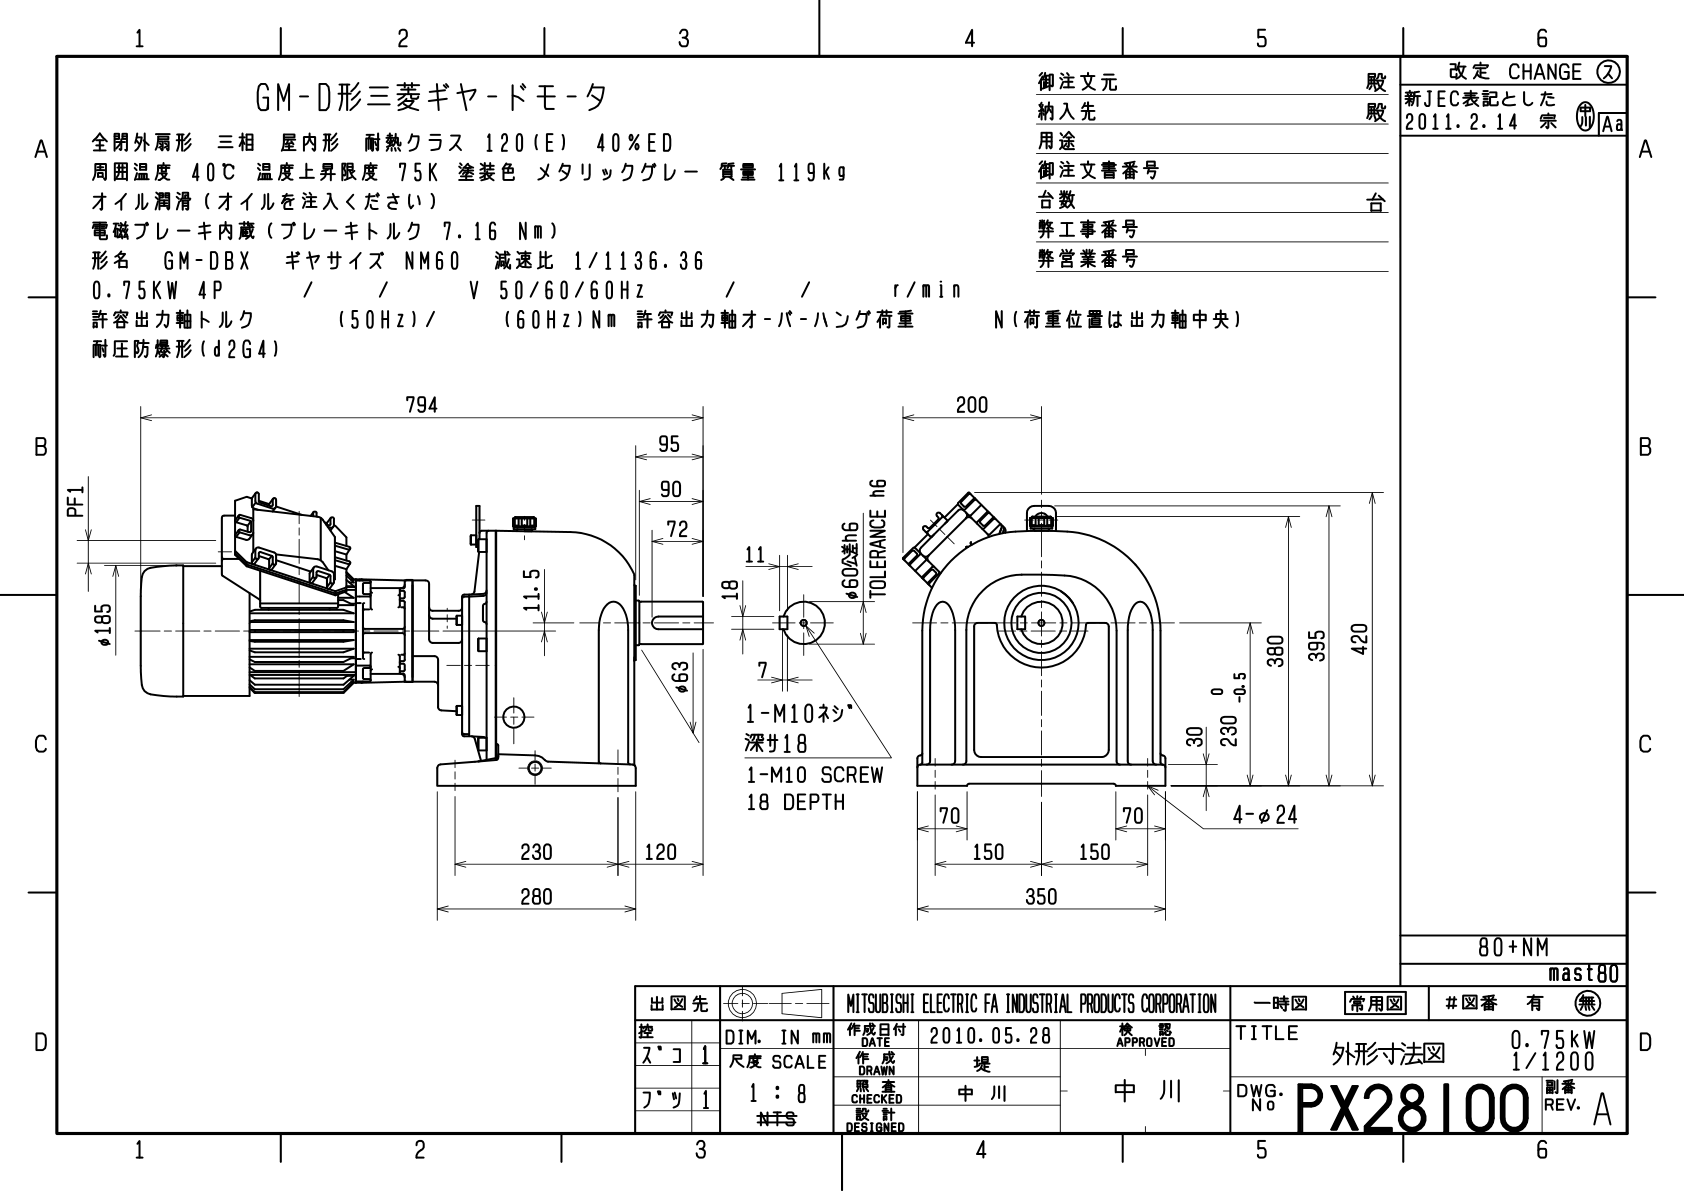 1 2 3 4 5 6
GM-D形三菱ギヤ-ドモ-タ
全閉外扇形 三相 屋内形 耐熱クラス 120(E) 40%ED
周囲温度 40℃ 温度上昇限度 75K 塗装色 メタリックグレー 質量 119kg
オイル潤滑(オイルを注入ください)
電磁ブレーキ内蔵(ブレーキトルク 7.16 Nm)
形名 GM-DBX ギヤサイズ NM60 減速比 1/1136.36
0.75KW 4P / / V 50/60/60Hz / / r/min
許容出力軸トルク (50Hz)/ (60Hz)Nm 許容出力軸オ-バ-ハング荷重 N(荷重位置は出力軸中央)
耐圧防爆形(d2G4)
御注文元 殿
納入先 殿
用途
御注文書番号
台数 台
弊工事番号
弊営業番号
改定 CHANGE ス
新JEC表記とした
2011.2.14 宗 中川 Aa
A A
B B
C C
D D
794
95
90
72
PF1
φ185
11.5
φ63
230
120
280
11
18
7
φ60公差h6
TOLERANCE h6
1-M10ネジ
深サ18
1-M10 SCREW
18 DEPTH
200
380
395
420
230 0 -0.5
30
4-φ24
70
70
150
150
350
80+NM
mast80
出図先
控
ズコ 1
ブツ 1
DIM. IN mm
尺度 SCALE
1 : 8
NTS
MITSUBISHI ELECTRIC FA INDUSTRIAL PRODUCTS CORPORATION
作成日付 DATE 2010.05.28
作成 DRAWN 堤
照査 CHECKED 中川
設計 DESIGNED
検認 APPROVED
中川
一時図 常用図 #図番 有 無
TITLE
外形寸法図
0.75kW
1/1200
DWG. No PX28100
副番 REV. A
1 2 3 4 5 6